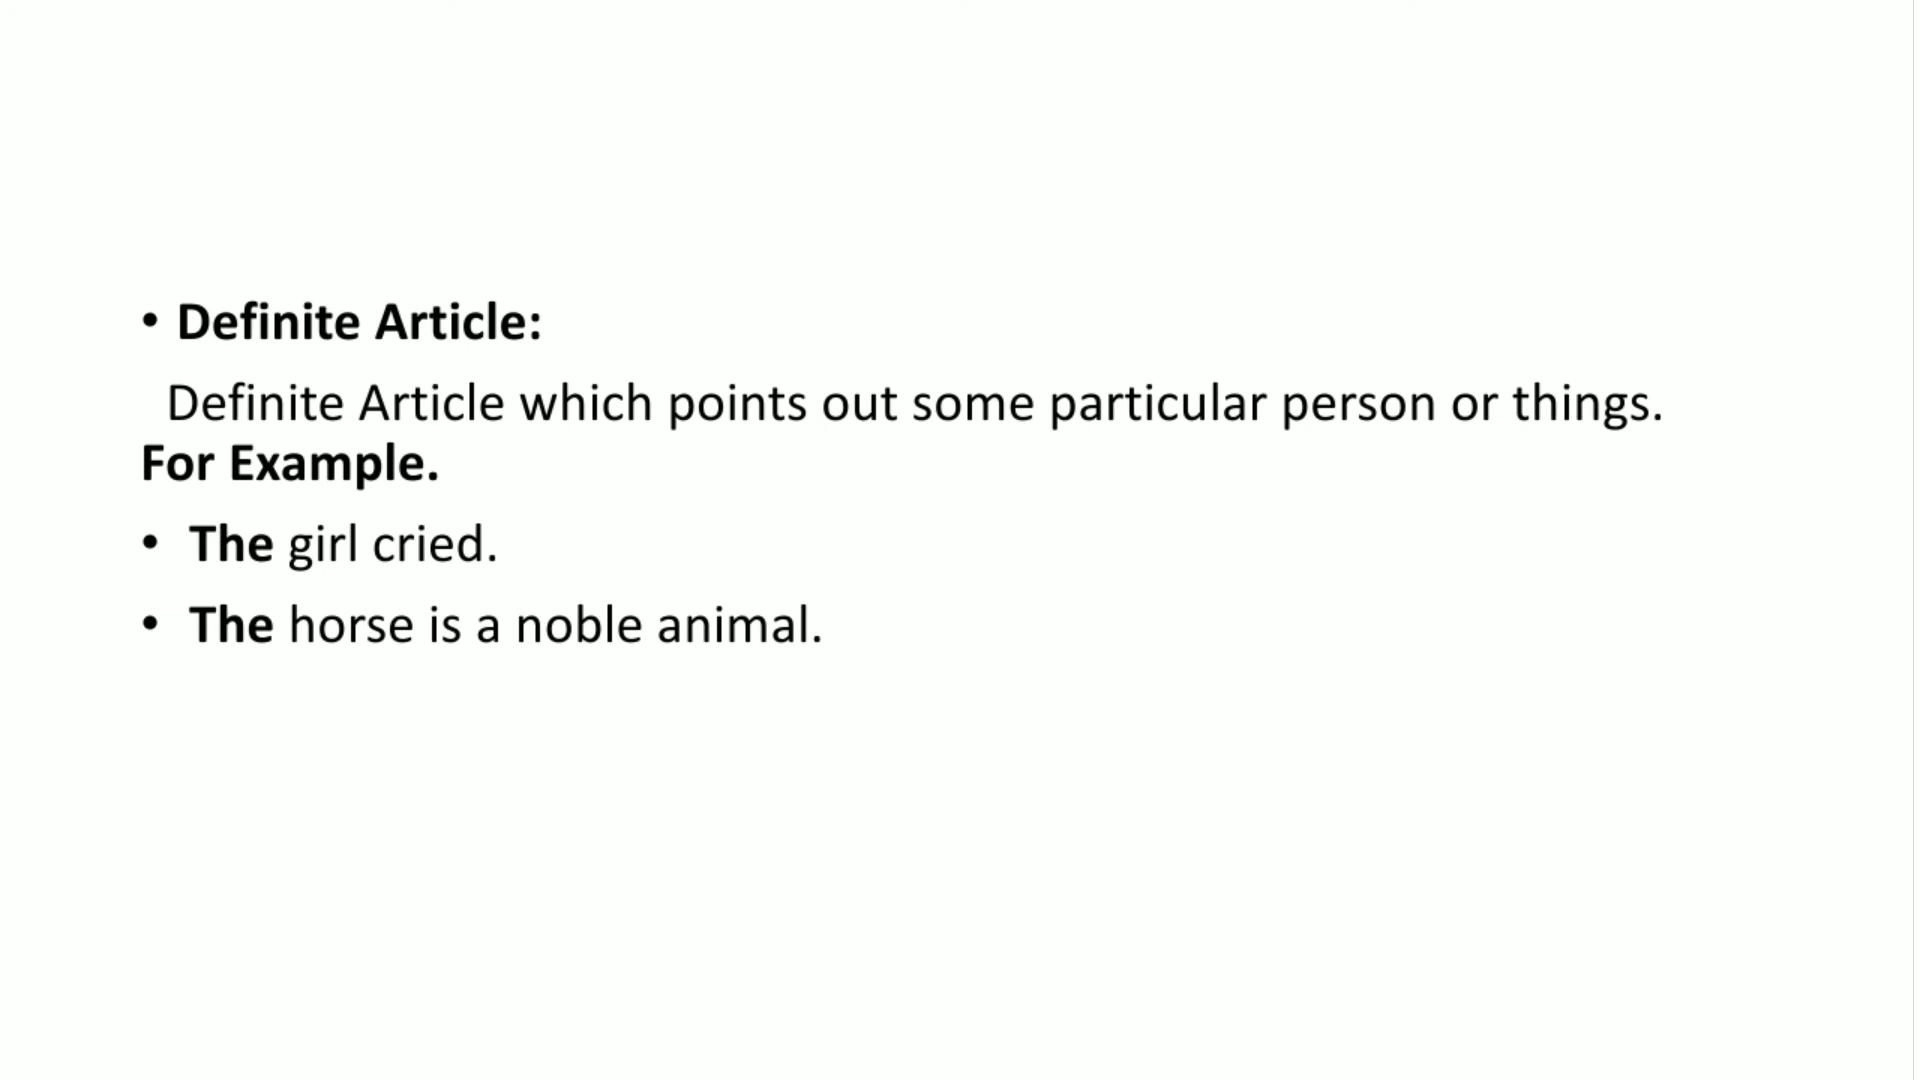 • Definite Article:
Definite Article which points out some particular person or things.
For Example.
• The girl cried.
• The horse is a noble animal.